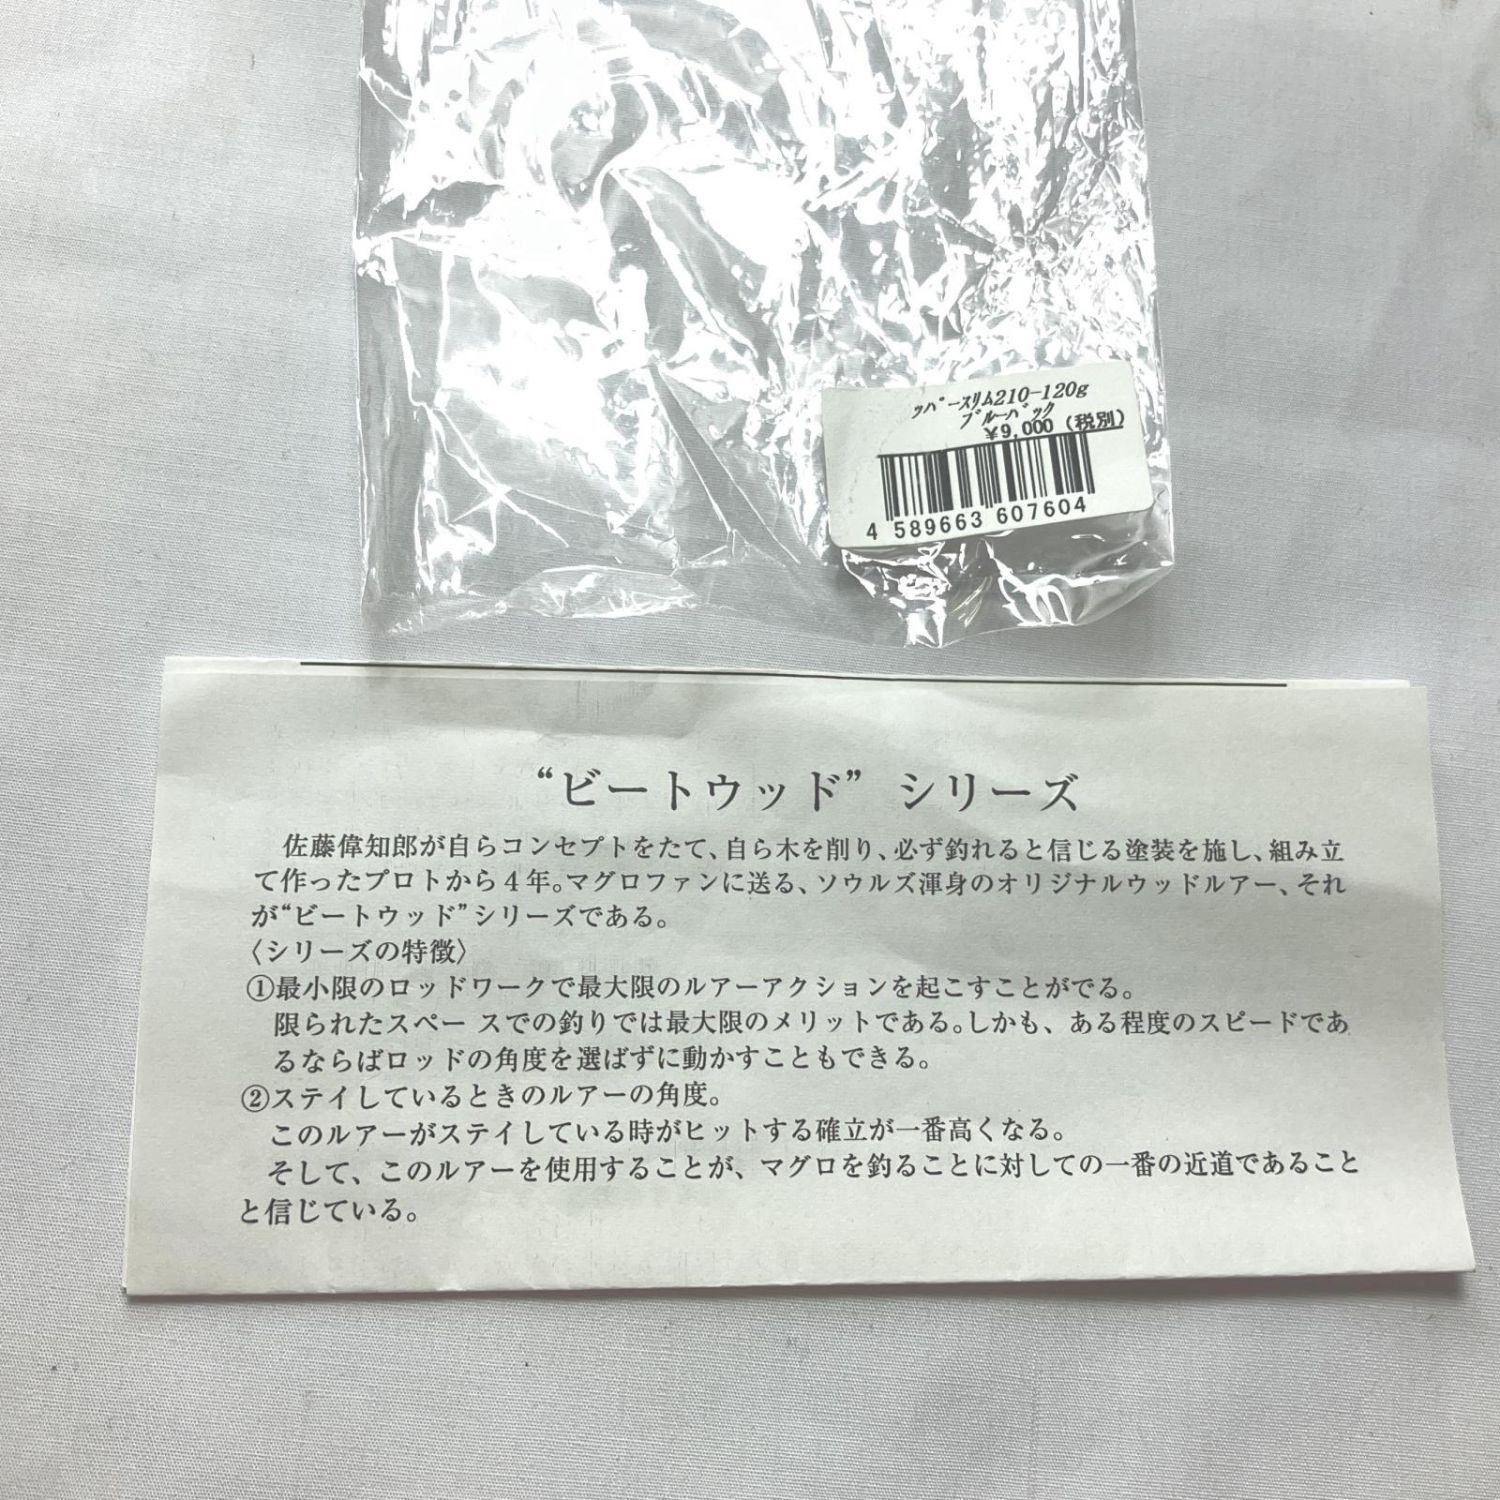 ッパースリム210-120g
ブルーバック
¥9,000 (税別)
4 589663 607604
“ビートウッド” シリーズ
佐藤偉知郎が自らコンセプトをたて、自ら木を削り、必ず釣れると信じる塗装を施し、組み立
て作ったプロトから４年。マグロファンに送る、ソウルズ渾身のオリジナルウッドルアー、それ
が“ビートウッド”シリーズである。
〈シリーズの特徴〉
①最小限のロッドワークで最大限のルアーアクションを起こすことがでる。
限られたスペー スでの釣りでは最大限のメリットである。しかも、ある程度のスピードであ
るならばロッドの角度を選ばずに動かすこともできる。
②ステイしているときのルアーの角度。
このルアーがステイしている時がヒットする確立が一番高くなる。
そして、このルアーを使用することが、マグロを釣ることに対しての一番の近道であること
と信じている。